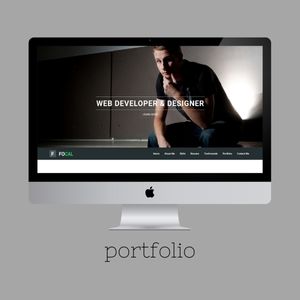 WEB DEVELOPER & DESIGNER
F FOCAL
Home About Me Skills Resume Testimonials Portfolio Contact Me
portfolio